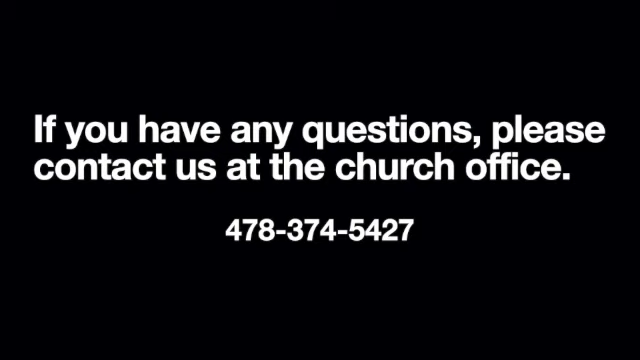 If you have any questions, please
contact us at the church office.
478-374-5427